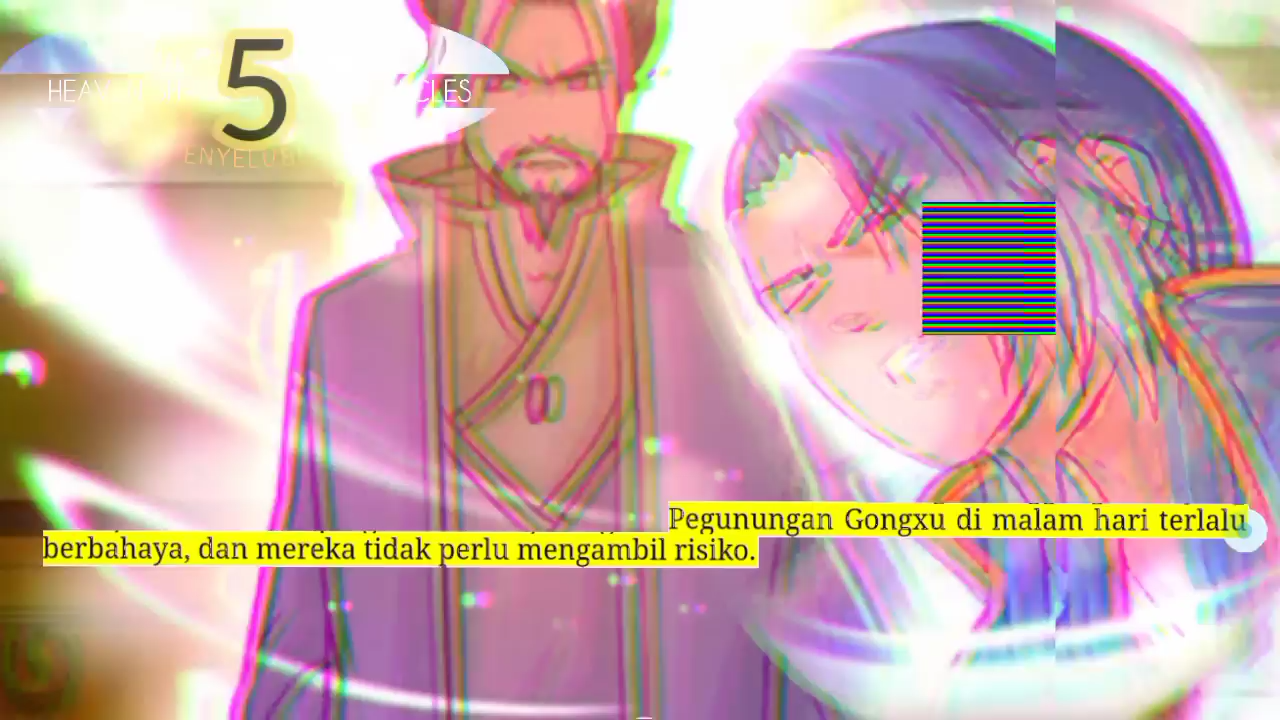 5
Pegunungan Gongxu di malam hari terlalu
berbahaya, dan mereka tidak perlu mengambil risiko.